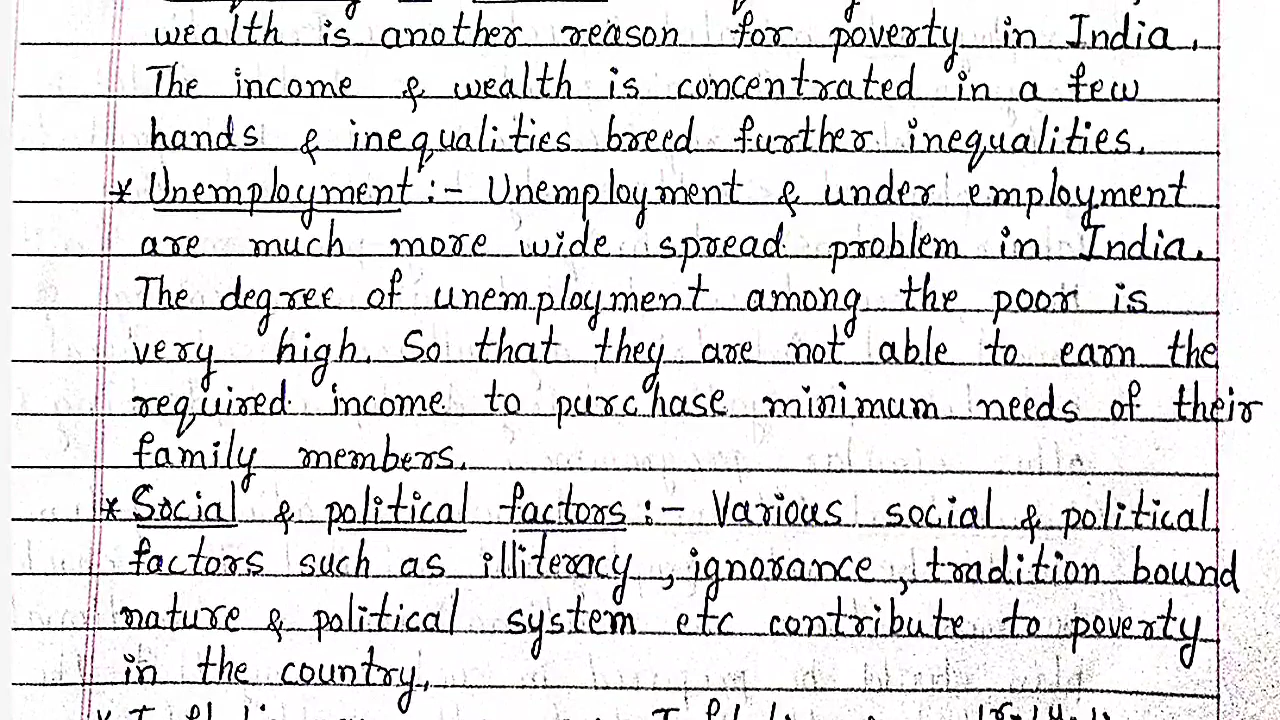 wealth is another reason for poverty in India.
The income & wealth is concentrated in a few
hands & inequalities breed further inequalities.
* Unemployment :- Unemployment & under employment
are much more wide spread problem in India.
The degree of unemployment among the poor is
very high. So that they are not able to earn the
required income to purchase minimum needs of their
family members.
* Social & political factors :- Various social & political
factors such as illiteracy, ignorance, tradition bound
nature & political system etc contribute to poverty
in the country.